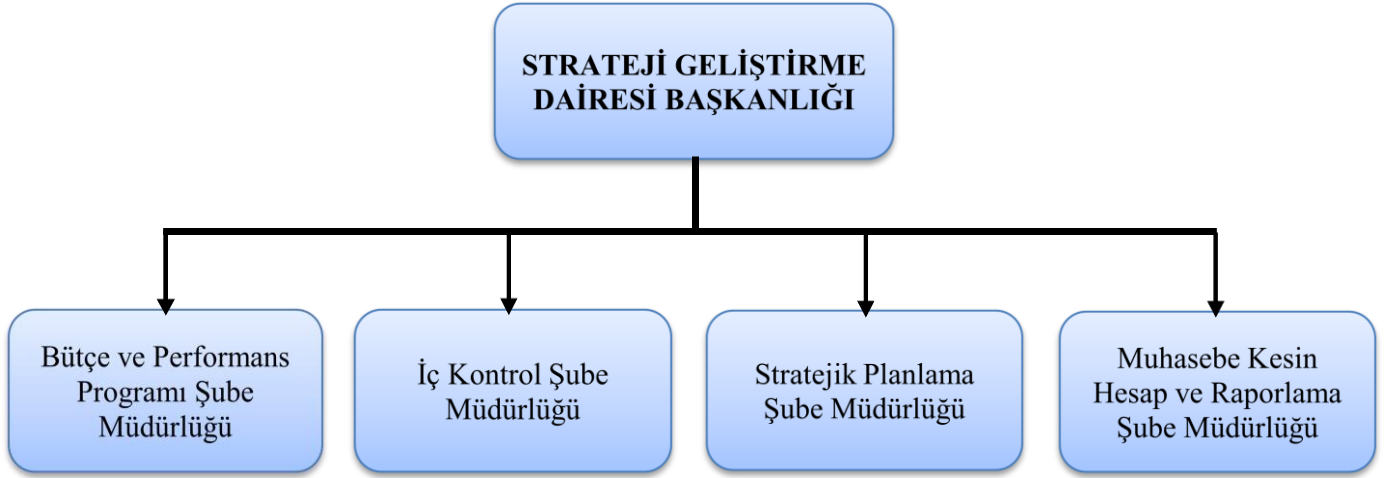 STRATEJİ GELİŞTİRME
DAİRESİ BAŞKANLIĞI
Bütçe ve Performans
Programı Şube
Müdürlüğü
İç Kontrol Şube
Müdürlüğü
Stratejik Planlama
Şube Müdürlüğü
Muhasebe Kesin
Hesap ve Raporlama
Şube Müdürlüğü